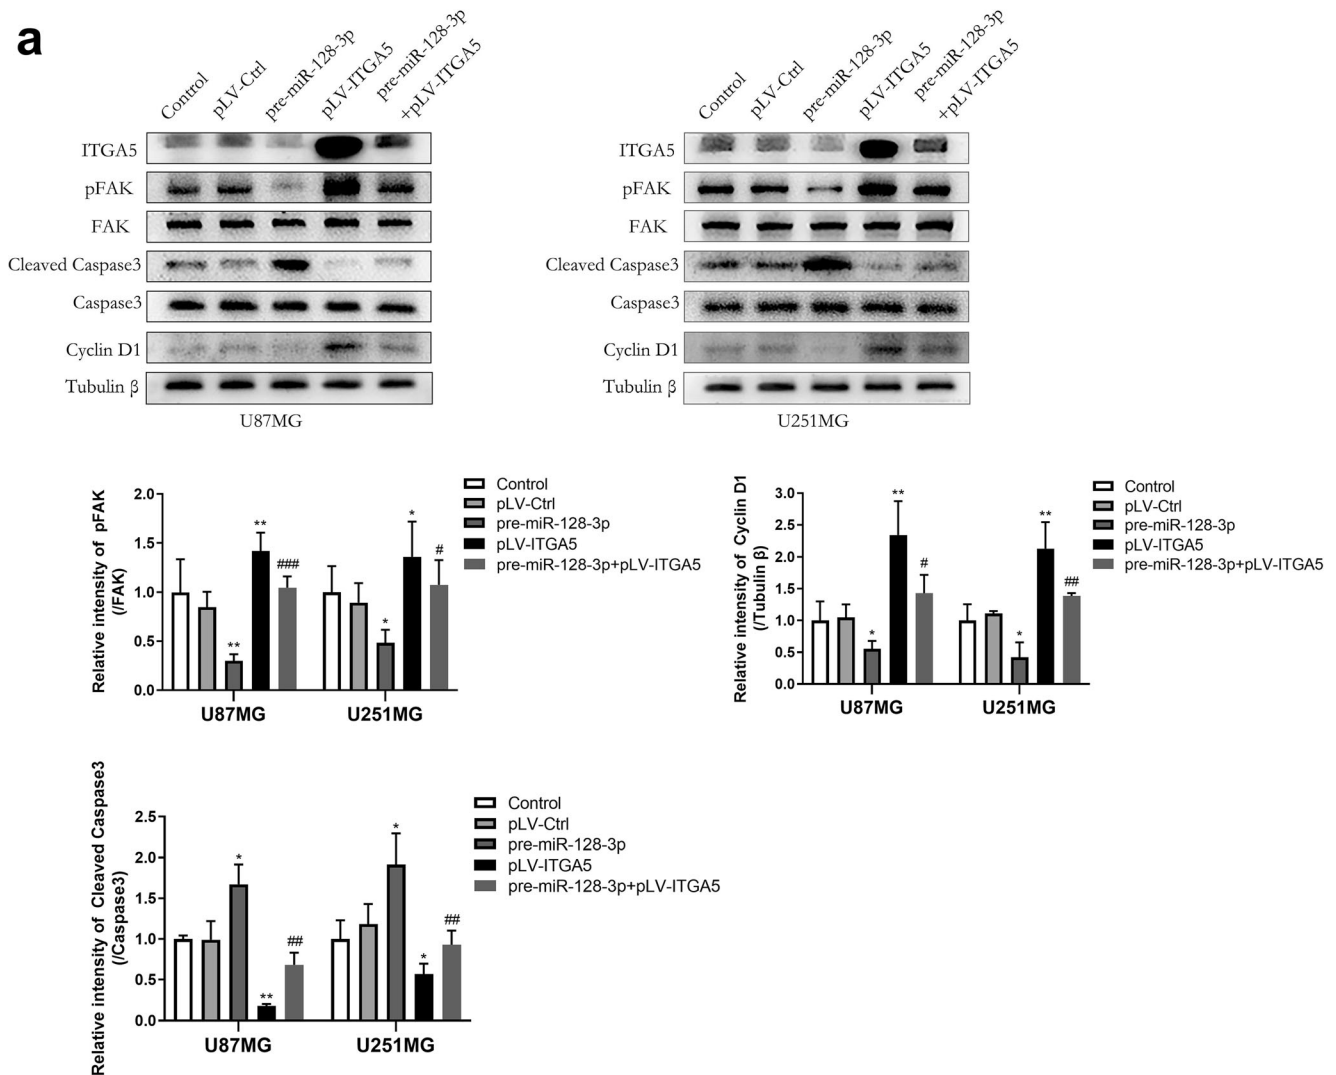 a
Control
pLV-Ctrl
pre-miR-128-3p
pLV-ITGA5
pre-miR-128-3p
+pLV-ITGA5
ITGA5
pFAK
FAK
Cleaved Caspase3
Caspase3
Cyclin D1
Tubulin β
U87MG
Control
pLV-Ctrl
pre-miR-128-3p
pLV-ITGA5
pre-miR-128-3p
+pLV-ITGA5
ITGA5
pFAK
FAK
Cleaved Caspase3
Caspase3
Cyclin D1
Tubulin β
U251MG
Relative intensity of pFAK
(/FAK)
2.0
1.5
1.0
0.5
0.0
**
**
###
*
*
#
U87MG
U251MG
Control
pLV-Ctrl
pre-miR-128-3p
pLV-ITGA5
pre-miR-128-3p+pLV-ITGA5
Relative intensity of Cyclin D1
(/Tubulin β)
3.0
2.5
2.0
1.5
1.0
0.5
0.0
*
**
#
*
**
##
U87MG
U251MG
Control
pLV-Ctrl
pre-miR-128-3p
pLV-ITGA5
pre-miR-128-3p+pLV-ITGA5
Relative intensity of Cleaved Caspase3
(/Caspase3)
2.5
2.0
1.5
1.0
0.5
0.0
*
**
##
*
*
##
U87MG
U251MG
Control
pLV-Ctrl
pre-miR-128-3p
pLV-ITGA5
pre-miR-128-3p+pLV-ITGA5